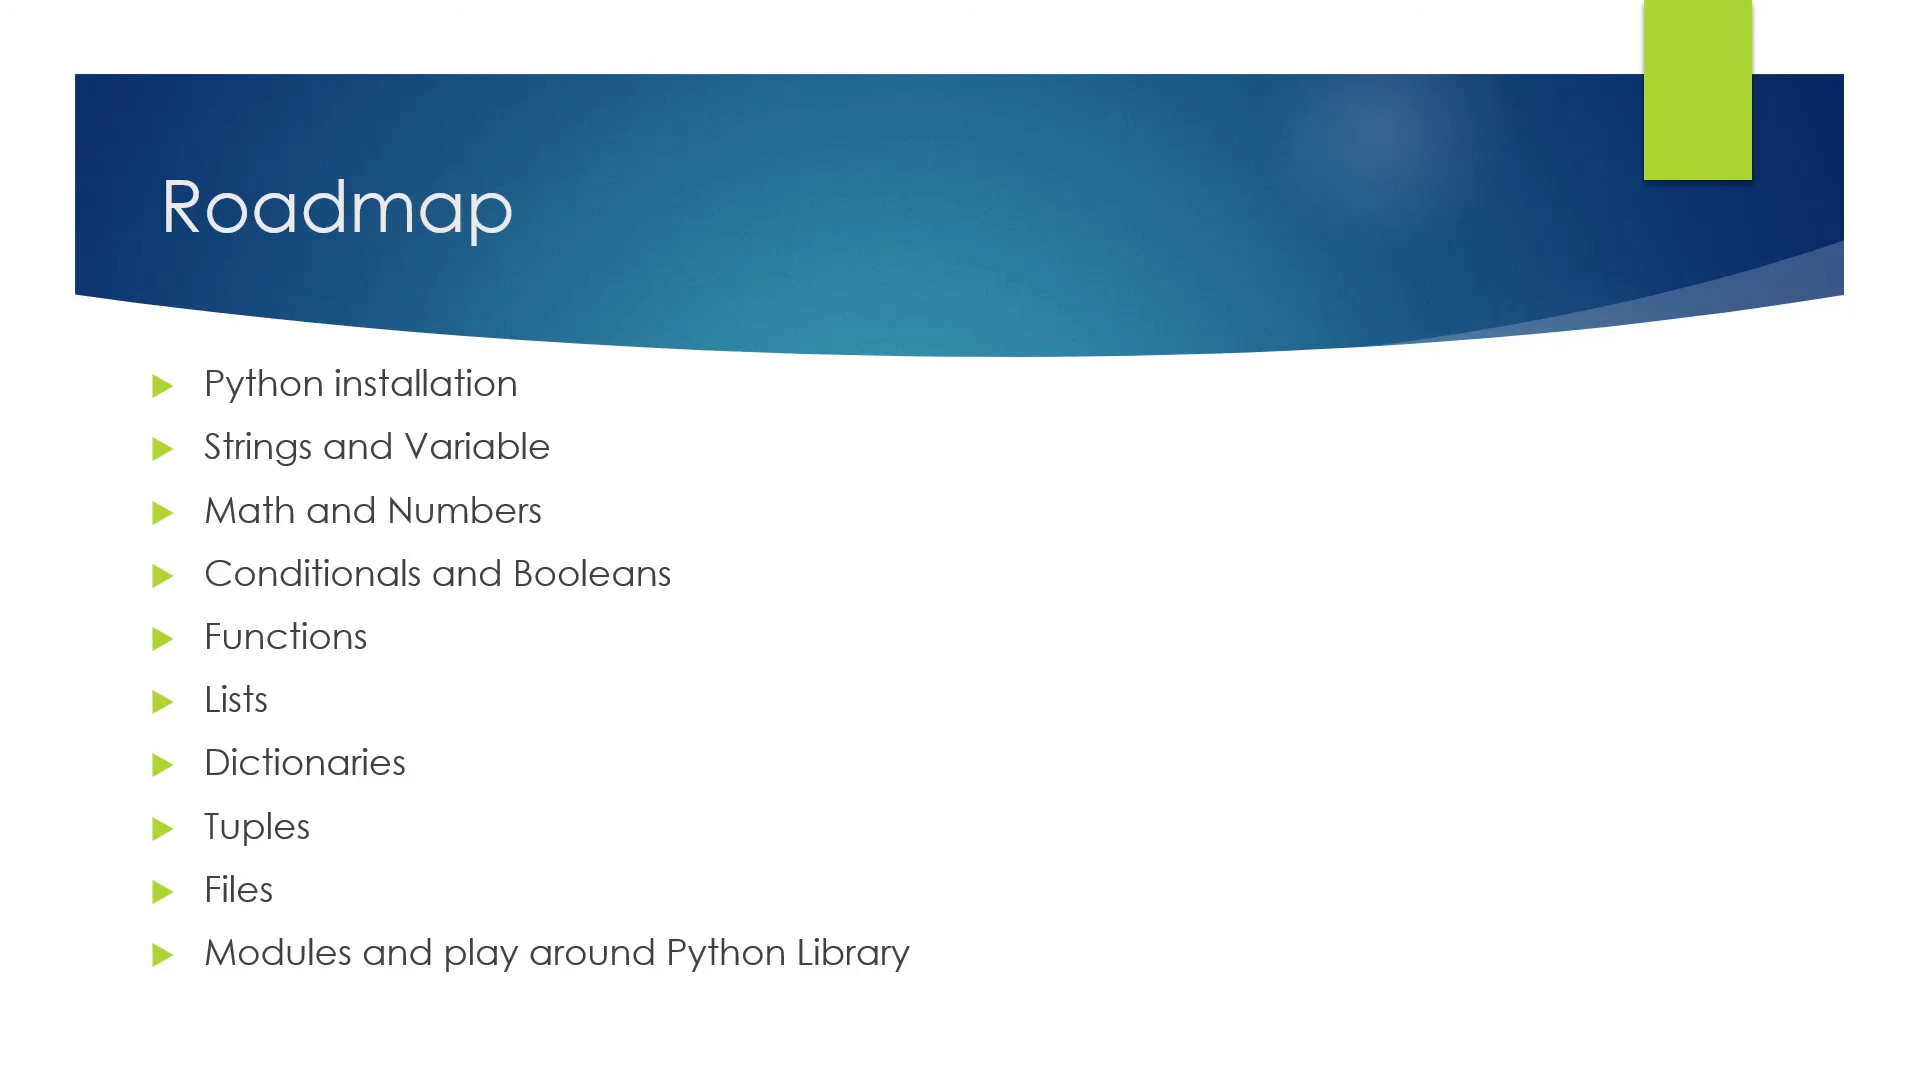 Roadmap
Python installation
Strings and Variable
Math and Numbers
Conditionals and Booleans
Functions
Lists
Dictionaries
Tuples
Files
Modules and play around Python Library